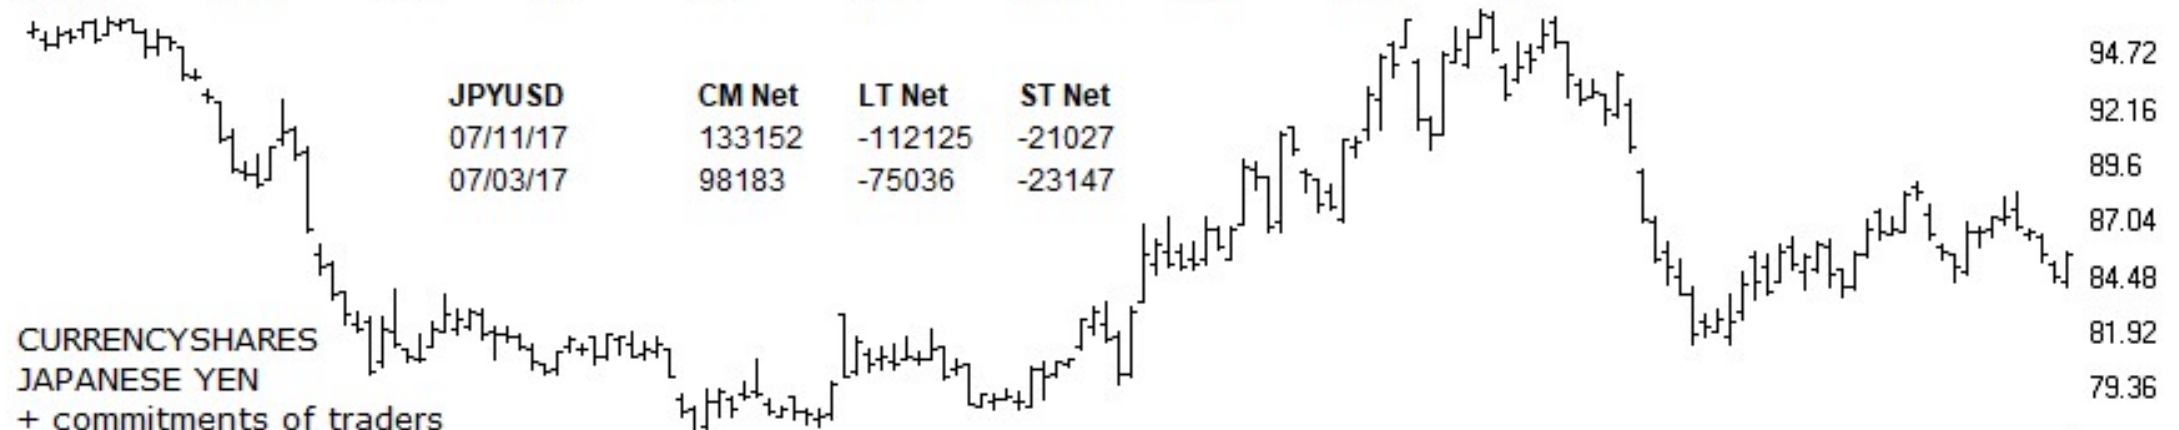 JPYUSD CM Net LT Net ST Net
07/11/17 133152 -112125 -21027
07/03/17 98183 -75036 -23147
94.72
92.16
89.6
87.04
84.48
81.92
79.36
CURRENCYSHARES
JAPANESE YEN
+ commitments of traders